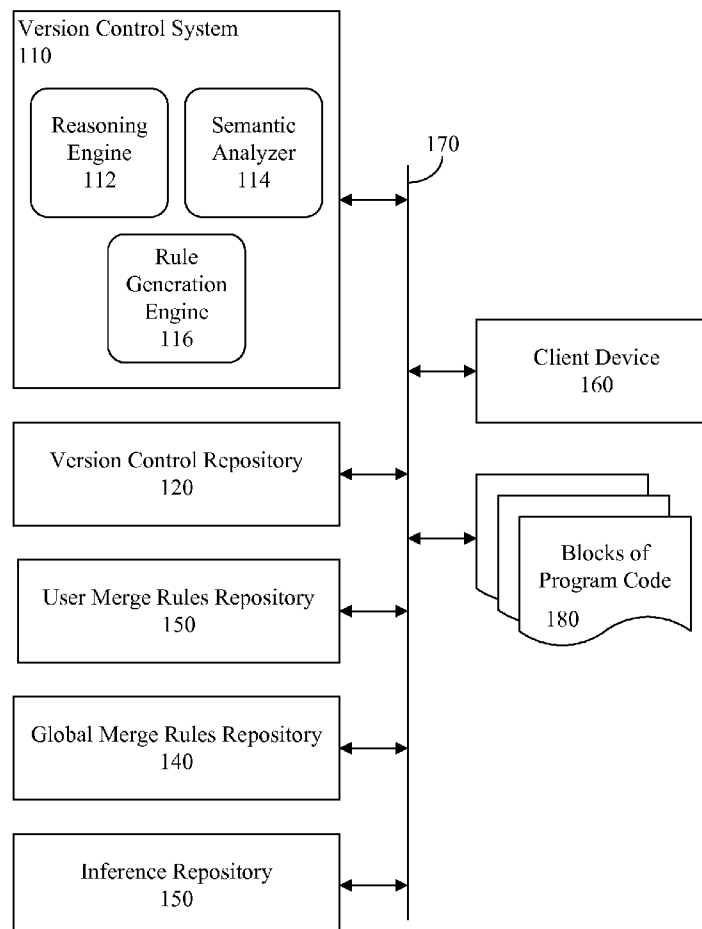 Version Control System
110
Reasoning
Engine
112
Semantic
Analyzer
114
Rule
Generation
Engine
116
170
Client Device
160
Version Control Repository
120
Blocks of
Program Code
180
User Merge Rules Repository
150
Global Merge Rules Repository
140
Inference Repository
150